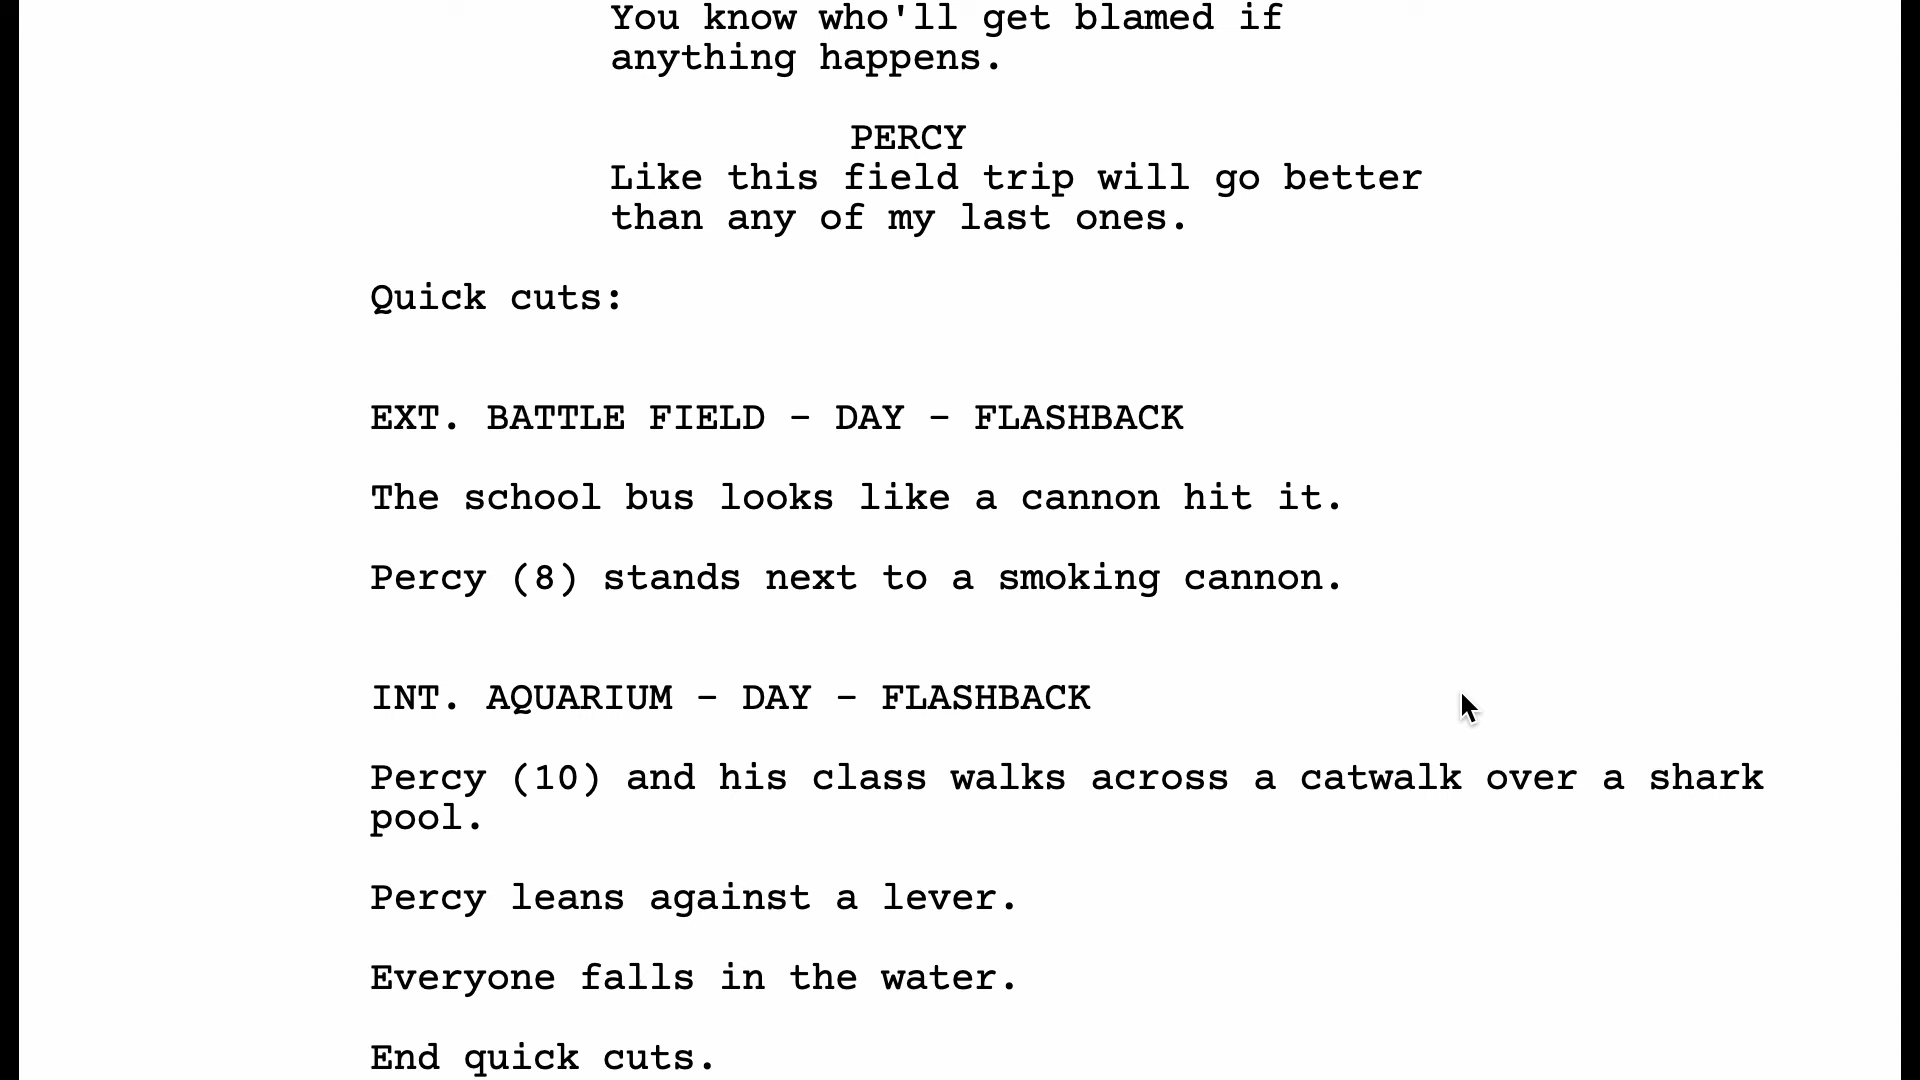 You know who'll get blamed if
anything happens.
PERCY
Like this field trip will go better
than any of my last ones.
Quick cuts:
EXT. BATTLE FIELD - DAY - FLASHBACK
The school bus looks like a cannon hit it.
Percy (8) stands next to a smoking cannon.
INT. AQUARIUM - DAY - FLASHBACK
Percy (10) and his class walks across a catwalk over a shark
pool.
Percy leans against a lever.
Everyone falls in the water.
End quick cuts.